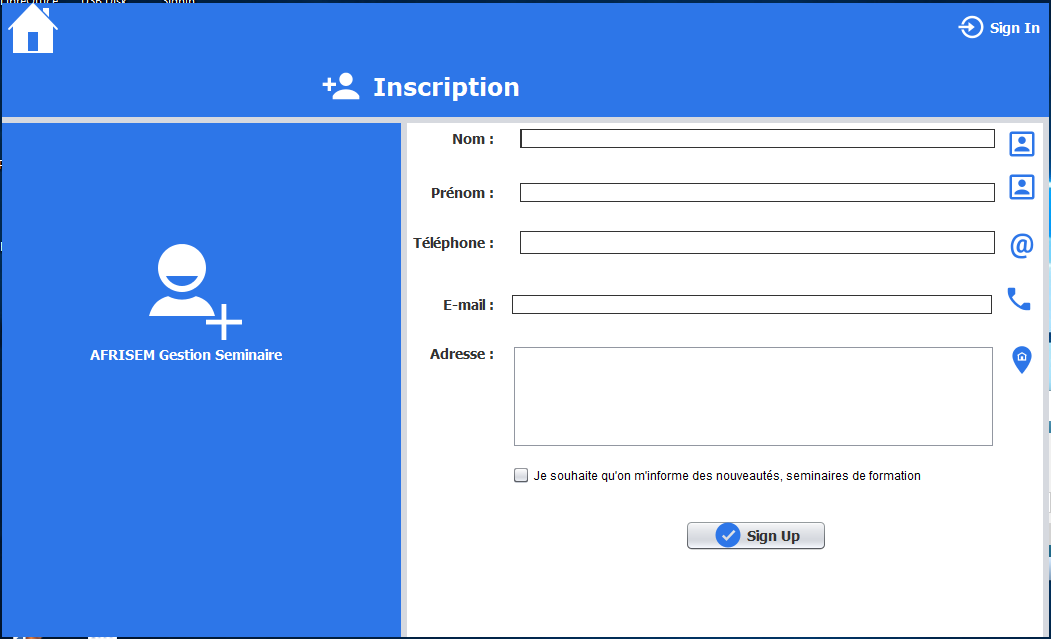 Sign In
Inscription
Nom :
Prénom :
Téléphone :
@
E-mail :
AFRISEM Gestion Seminaire
Adresse :
Je souhaite qu'on m'informe des nouveautés, seminaires de formation
Sign Up